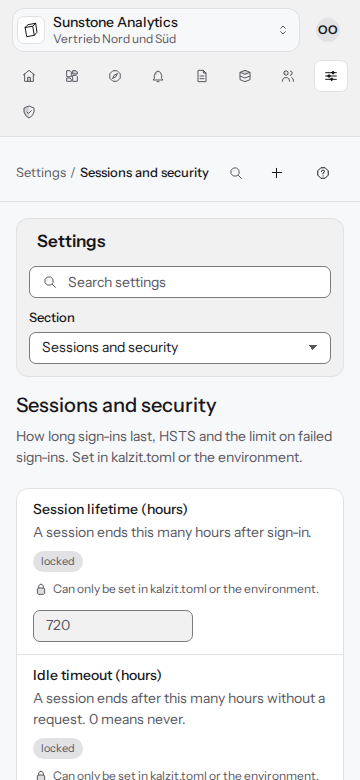 Sunstone Analytics
Vertrieb Nord und Süd
OO
Settings / Sessions and security
Settings
Search settings
Section
Sessions and security
Sessions and security
How long sign-ins last, HSTS and the limit on failed
sign-ins. Set in kalzit.toml or the environment.
Session lifetime (hours)
A session ends this many hours after sign-in.
locked
Can only be set in kalzit.toml or the environment.
720
Idle timeout (hours)
A session ends after this many hours without a
request. 0 means never.
locked
Can only be set in kalzit.toml or the environment.